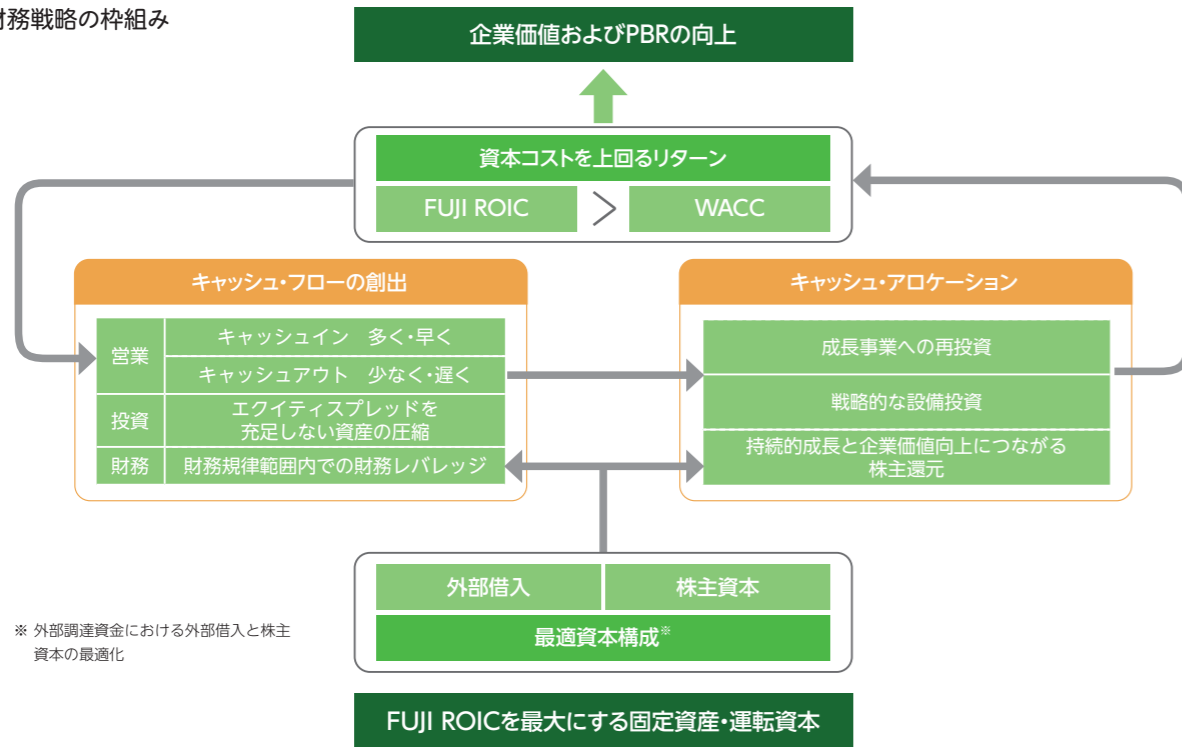 財務戦略の枠組み
企業価値およびPBRの向上
資本コストを上回るリターン
FUJI ROIC > WACC
キャッシュ・フローの創出
営業
キャッシュイン 多く・早く
キャッシュアウト 少なく・遅く
投資
エクイティスプレッドを
充足しない資産の圧縮
財務
財務規律範囲内での財務レバレッジ
キャッシュ・アロケーション
成長事業への再投資
戦略的な設備投資
持続的成長と企業価値向上につながる
株主還元
外部借入
株主資本
最適資本構成※
※ 外部調達資金における外部借入と株主
資本の最適化
FUJI ROICを最大にする固定資産・運転資本